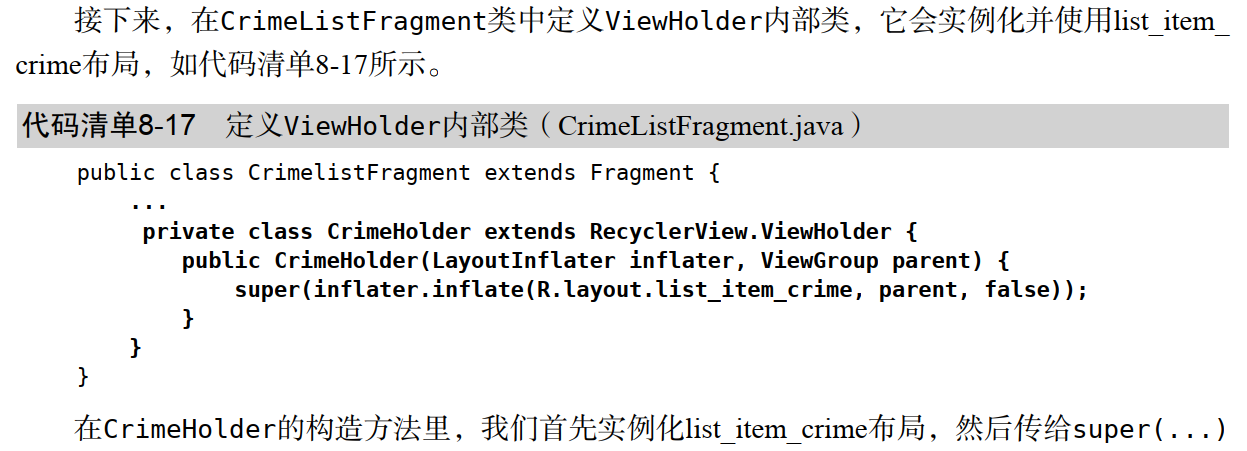 接下来，在CrimeListFragment类中定义ViewHolder内部类，它会实例化并使用list_item_
crime布局，如代码清单8-17所示。
代码清单8-17 定义ViewHolder内部类（CrimeListFragment.java）
public class CrimelistFragment extends Fragment {
...
private class CrimeHolder extends RecyclerView.ViewHolder {
public CrimeHolder(LayoutInflater inflater, ViewGroup parent) {
super(inflater.inflate(R.layout.list_item_crime, parent, false));
}
}
}
在CrimeHolder的构造方法里，我们首先实例化list_item_crime布局，然后传给super(...)